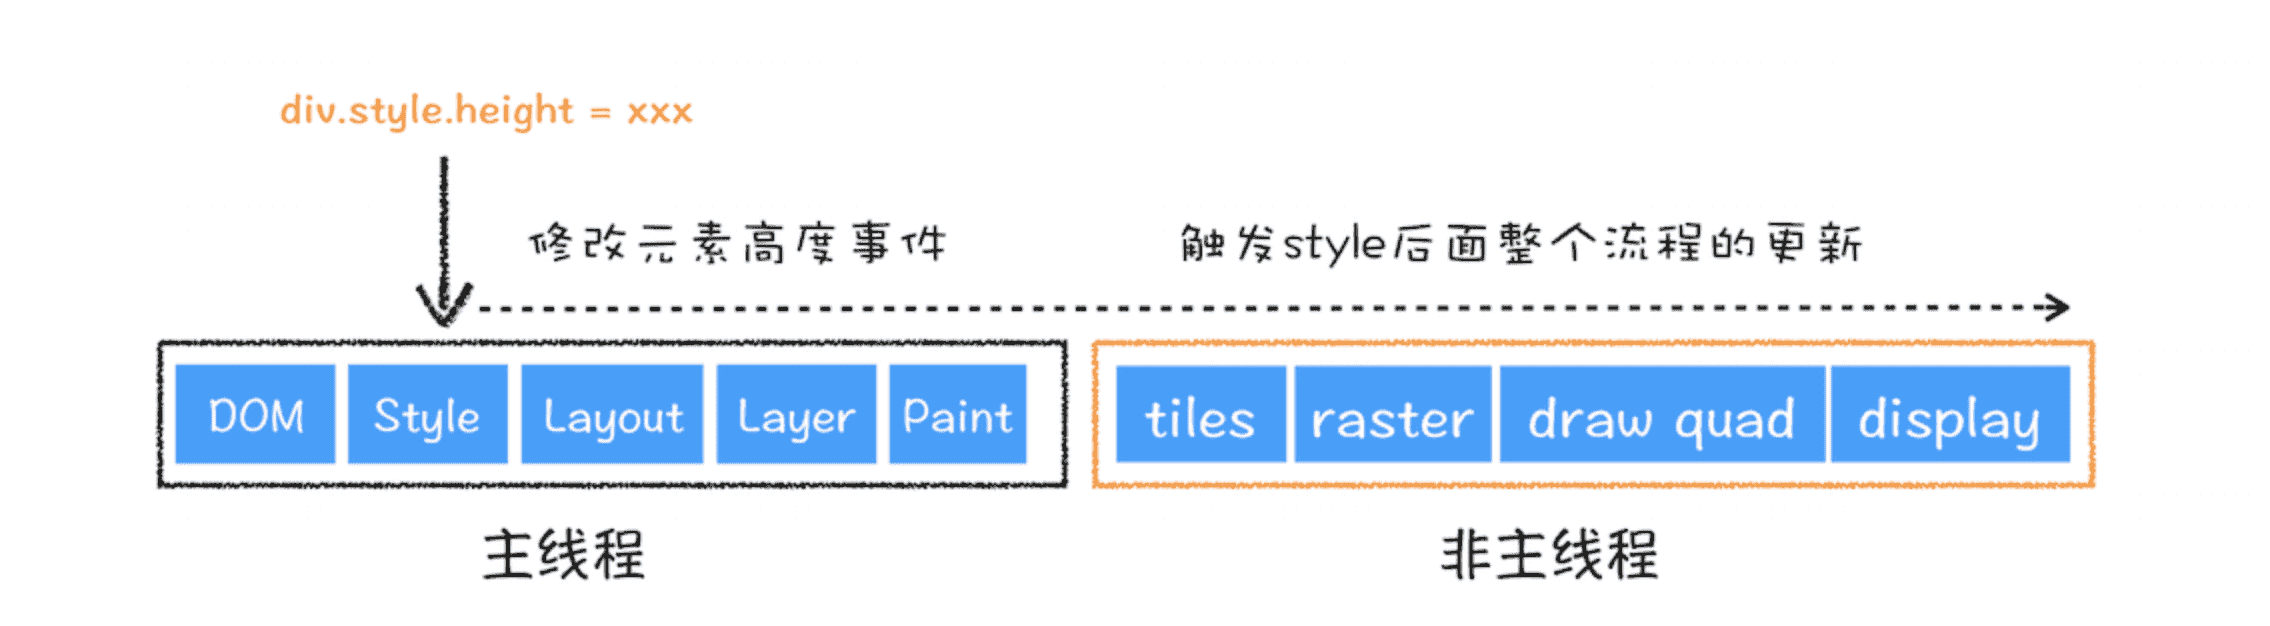 div.style.height = xxx
修改元素高度事件
触发style后面整个流程的更新
DOM
Style
Layout
Layer
Paint
tiles
raster
draw quad
display
主线程
非主线程